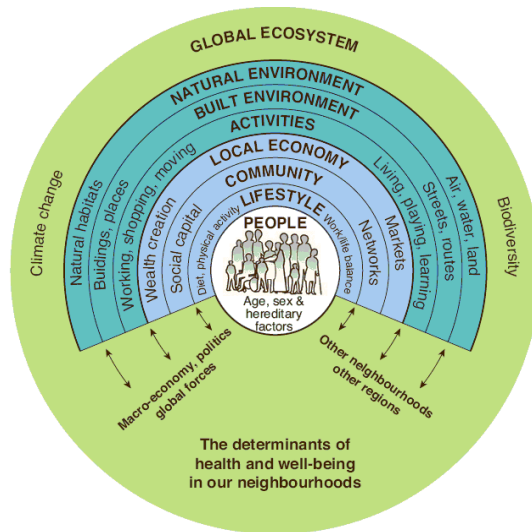 GLOBAL ECOSYSTEM
NATURAL ENVIRONMENT
BUILT ENVIRONMENT
ACTIVITIES
LOCAL ECONOMY
COMMUNITY
LIFESTYLE
PEOPLE
Age, sex &
hereditary
factors
Climate change
Natural habitats
Buidings, places
Working, shopping, moving
Wealth creation
Social capital
Diet, physical activity
Work/life balance
Networks
Markets
Living, playing, learning
Streets, routes
Air, water, land
Biodiversity
Macro-economy, politics
global forces
Other neighbourhoods
other regions
The determinants of
health and well-being
in our neighbourhoods